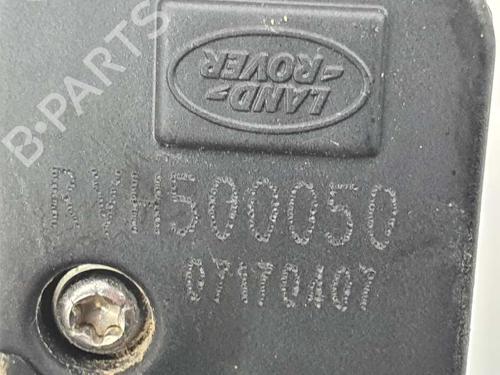 B-PARTS
LAND-
-ROVER
RVH500050
07170407